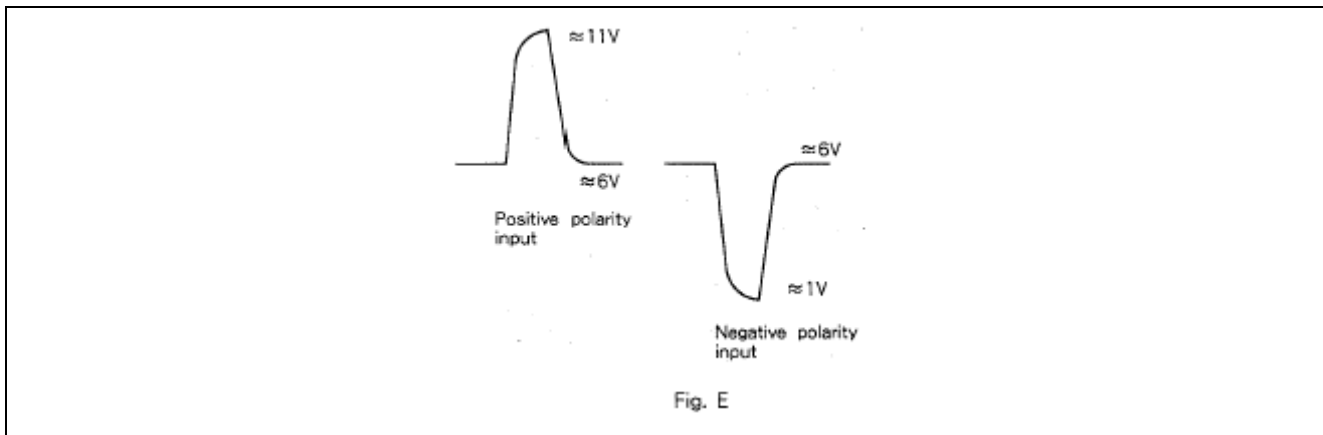 ≈11V
≈6V
Positive polarity
input
≈6V
≈1V
Negative polarity
input
Fig. E